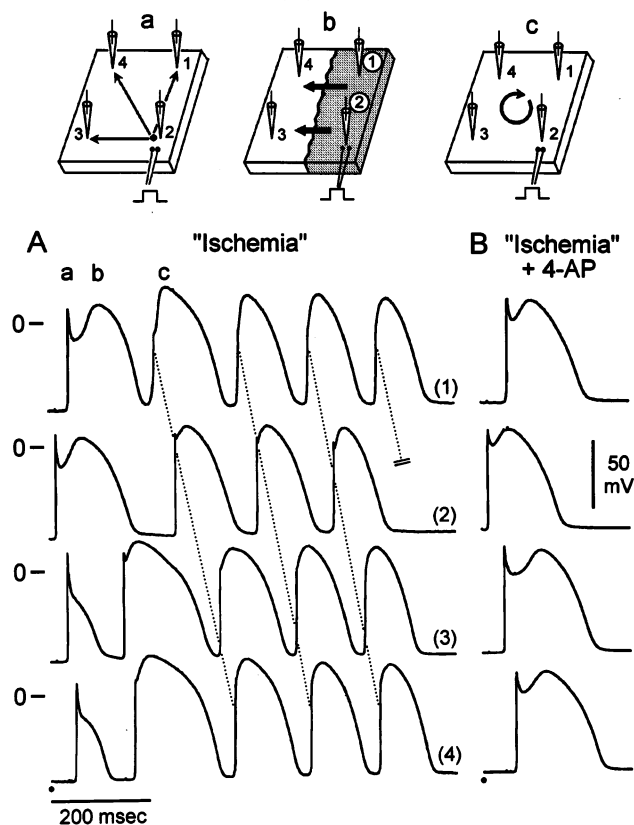 a b c
4 1 4 1 4 1
3 2 3 2 3 2
A "Ischemia" B "Ischemia"
+ 4-AP
a b c
0 –
(1)
0 –
50
mV
(2)
0 –
(3)
0 –
(4)
200 msec